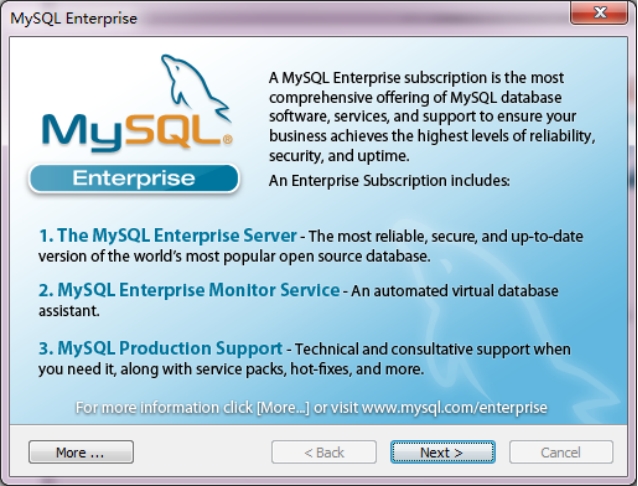 MySQL Enterprise
A MySQL Enterprise subscription is the most
comprehensive offering of MySQL database
software, services, and support to ensure your
business achieves the highest levels of reliability,
security, and uptime.
MySQL®
Enterprise
An Enterprise Subscription includes:
1. The MySQL Enterprise Server - The most reliable, secure, and up-to-date
version of the world's most popular open source database.
2. MySQL Enterprise Monitor Service - An automated virtual database
assistant.
3. MySQL Production Support - Technical and consultative support when
you need it, along with service packs, hot-fixes, and more.
For more information click [More...] or visit www.mysql.com/enterprise
More ...
< Back
Next >
Cancel